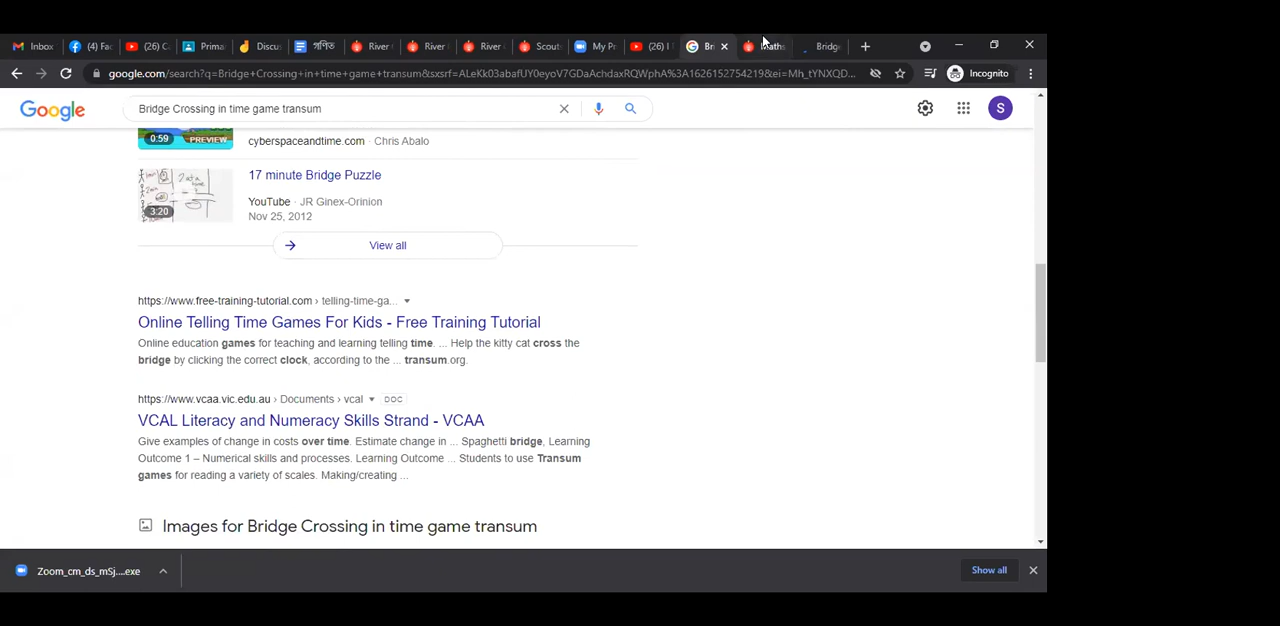 Inbox
(4) Fac
(26) C
Prima
Discu
গণিত
River
River
River
Scout
My Pr
(26) I
Bri
Maths
Bridg
google.com/search?q=Bridge+Crossing+in+time+game+transum&sxsrf=ALeKk03abafUY0eyoV7GDaAchdaxRQWphA%3A1626152754219&ei=Mh_tYNXQD...
Incognito
Google
Bridge Crossing in time game transum
S
0:59
PREVIEW
cyberspaceandtime.com · Chris Abalo
17 minute Bridge Puzzle
3:20
YouTube · JR Ginex-Orinion
Nov 25, 2012
View all
https://www.free-training-tutorial.com › telling-time-ga...
Online Telling Time Games For Kids - Free Training Tutorial
Online education games for teaching and learning telling time. ... Help the kitty cat cross the
bridge by clicking the correct clock, according to the ... transum.org.
https://www.vcaa.vic.edu.au › Documents › vcal
DOC
VCAL Literacy and Numeracy Skills Strand - VCAA
Give examples of change in costs over time. Estimate change in ... Spaghetti bridge, Learning
Outcome 1 – Numerical skills and processes. Learning Outcome ... Students to use Transum
games for reading a variety of scales. Making/creating ...
Images for Bridge Crossing in time game transum
Zoom_cm_ds_mSj....exe
Show all